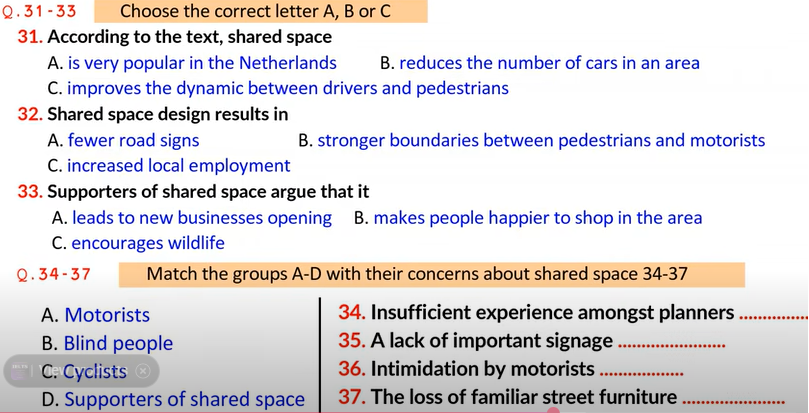 Q.31-33 Choose the correct letter A, B or C
31. According to the text, shared space
A. is very popular in the Netherlands B. reduces the number of cars in an area
C. improves the dynamic between drivers and pedestrians
32. Shared space design results in
A. fewer road signs B. stronger boundaries between pedestrians and motorists
C. increased local employment
33. Supporters of shared space argue that it
A. leads to new businesses opening B. makes people happier to shop in the area
C. encourages wildlife
Q.34-37 Match the groups A-D with their concerns about shared space 34-37
A. Motorists
B. Blind people
C. Cyclists
D. Supporters of shared space
34. Insufficient experience amongst planners ..............
35. A lack of important signage ......................
36. Intimidation by motorists .................
37. The loss of familiar street furniture .....................